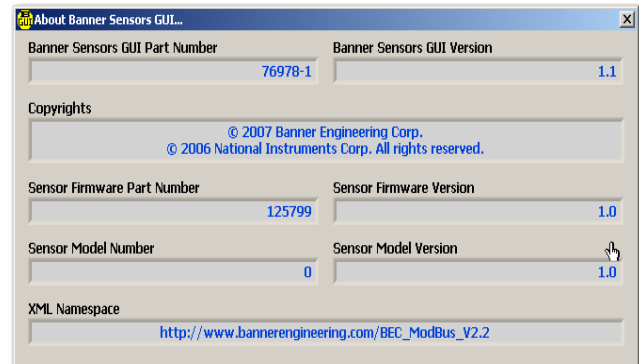 About Banner Sensors GUI...
Banner Sensors GUI Part Number Banner Sensors GUI Version
76978-1 1.1
Copyrights
© 2007 Banner Engineering Corp.
© 2006 National Instruments Corp. All rights reserved.
Sensor Firmware Part Number Sensor Firmware Version
125799 1.0
Sensor Model Number Sensor Model Version
0 1.0
XML Namespace
http://www.bannerengineering.com/BEC_ModBus_V2.2